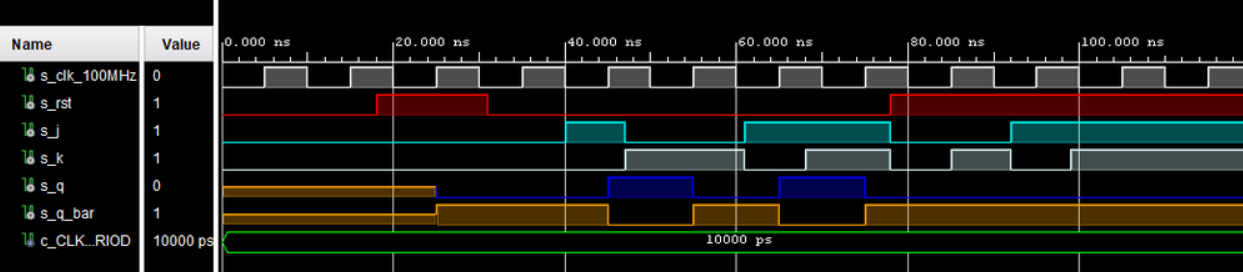 Name Value 0.000 ns 20.000 ns 40.000 ns 60.000 ns 80.000 ns 100.000 ns
s_clk_100MHz 0
s_rst 1
s_j 1
s_k 1
s_q 0
s_q_bar 1
c_CLK...RIOD 10000 ps 10000 ps